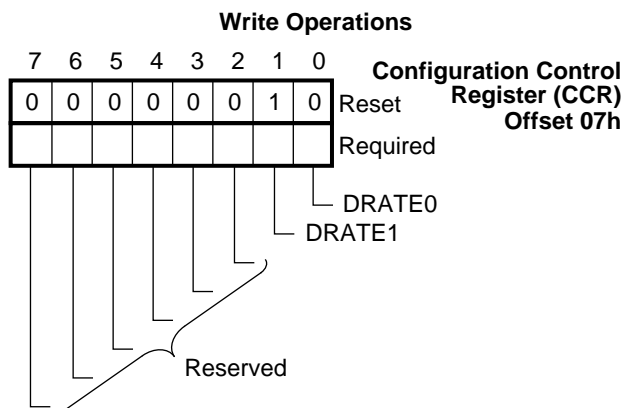 Write Operations
7 6 5 4 3 2 1 0
Configuration Control
Register (CCR)
Offset 07h
0 0 0 0 0 0 1 0 Reset
Required
DRATE0
DRATE1
Reserved